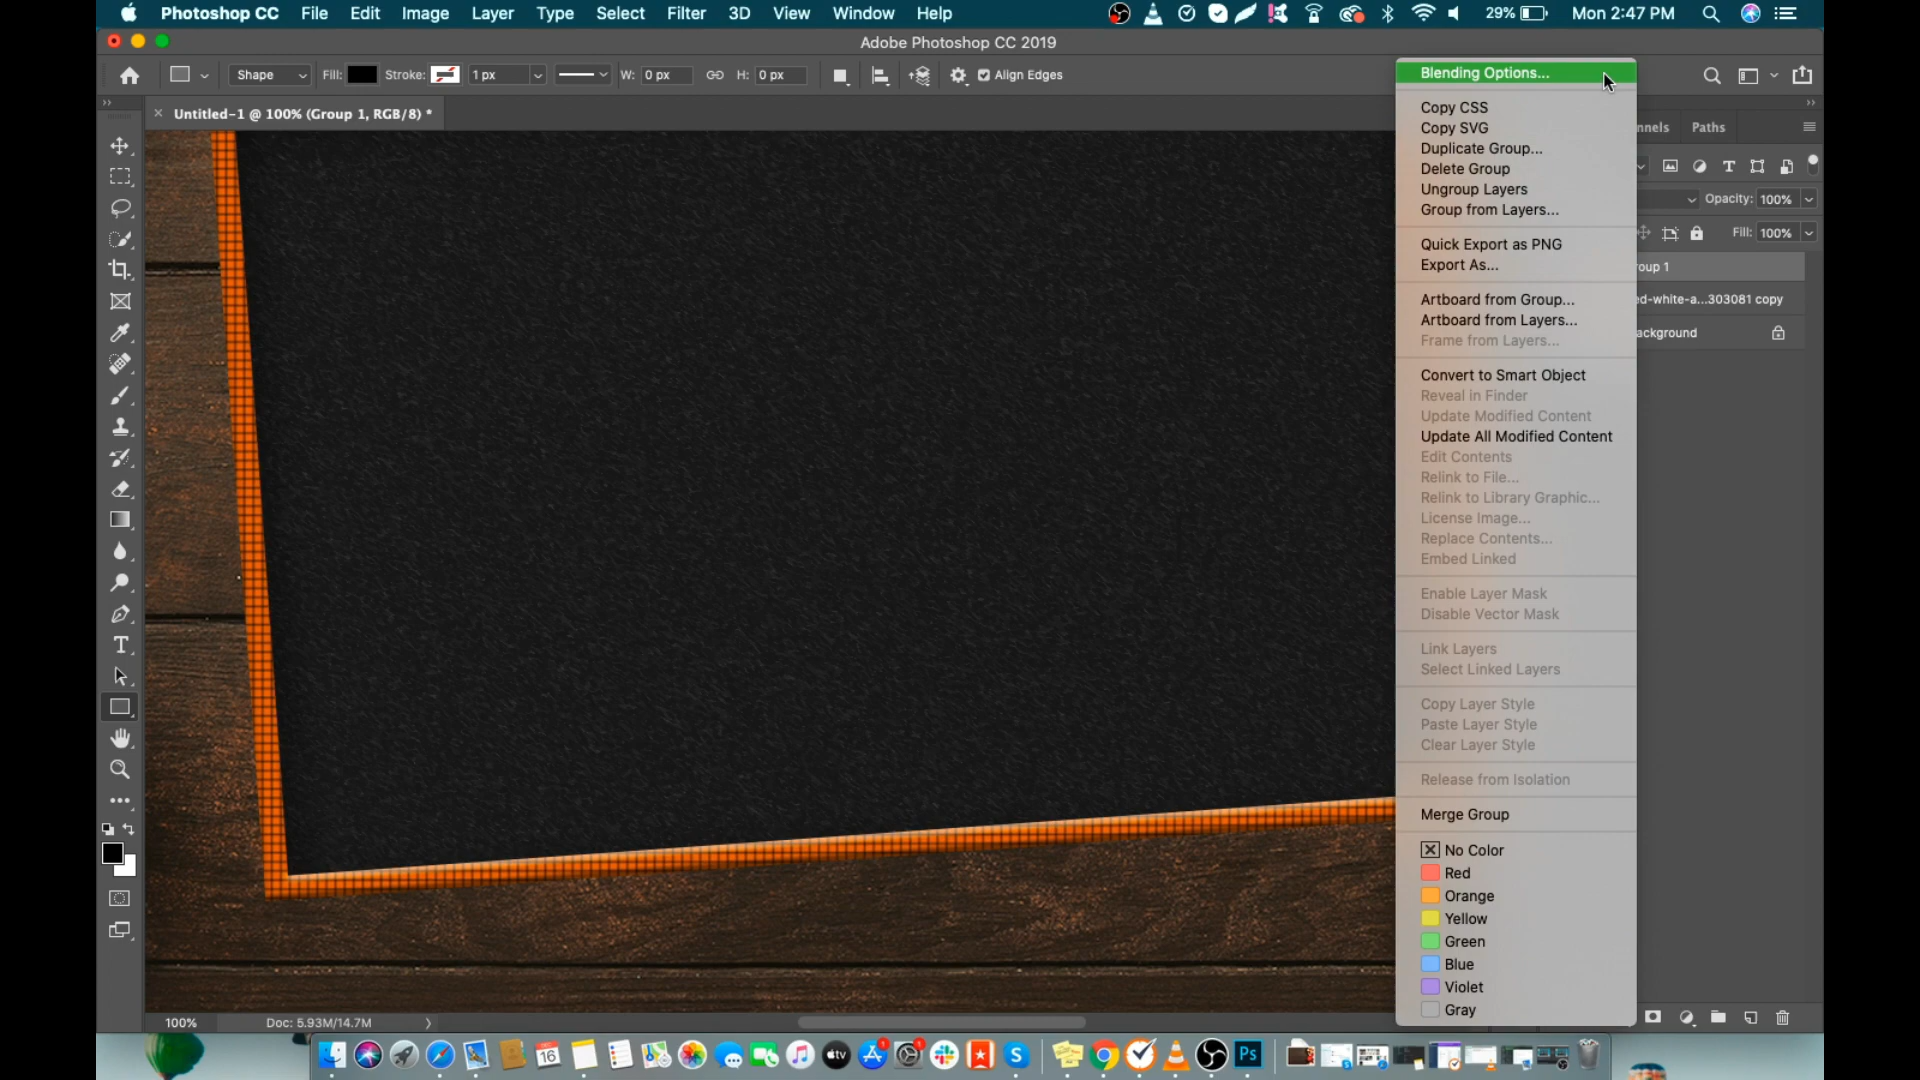 Photoshop CC File Edit Image Layer Type Select Filter 3D View Window Help 29% Mon 2:47 PM
Adobe Photoshop CC 2019
Shape Fill: Stroke: 1 px W: 0 px H: 0 px Align Edges
Untitled-1 @ 100% (Group 1, RGB/8) *
Blending Options...
Copy CSS
Copy SVG
Duplicate Group...
Delete Group
Ungroup Layers
Group from Layers...
Quick Export as PNG
Export As...
Artboard from Group...
Artboard from Layers...
Frame from Layers...
Convert to Smart Object
Reveal in Finder
Update Modified Content
Update All Modified Content
Edit Contents
Relink to File...
Relink to Library Graphic...
License Image...
Replace Contents...
Embed Linked
Enable Layer Mask
Disable Vector Mask
Link Layers
Select Linked Layers
Copy Layer Style
Paste Layer Style
Clear Layer Style
Release from Isolation
Merge Group
No Color
Red
Orange
Yellow
Green
Blue
Violet
Gray
nnels Paths
Opacity: 100%
Fill: 100%
oup 1
ed-white-a...303081 copy
ackground
100% Doc: 5.93M/14.7M
16 tv 1 1 Ps